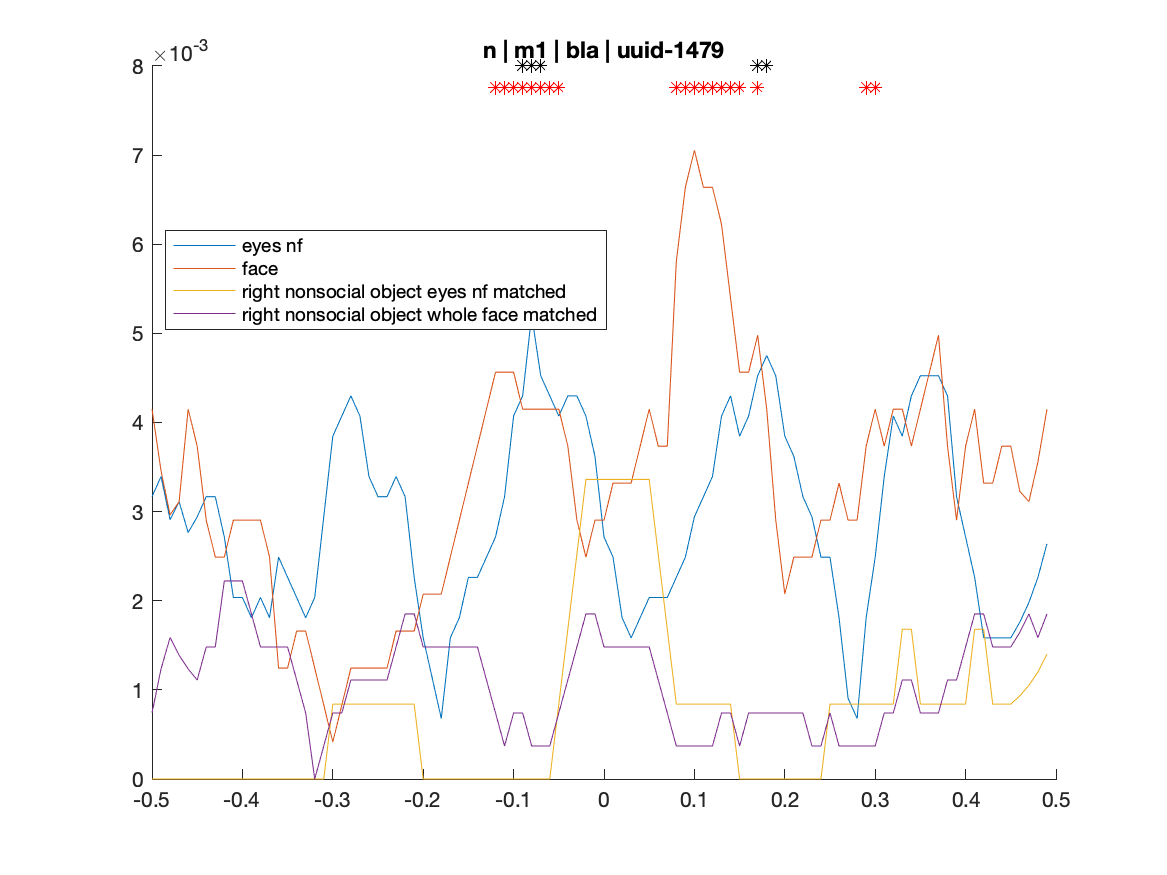 n | m1 | bla | uuid-1479
×10-3
8
7
6
5
4
3
2
1
0
eyes nf
face
right nonsocial object eyes nf matched
right nonsocial object whole face matched
-0.5 -0.4 -0.3 -0.2 -0.1 0 0.1 0.2 0.3 0.4 0.5